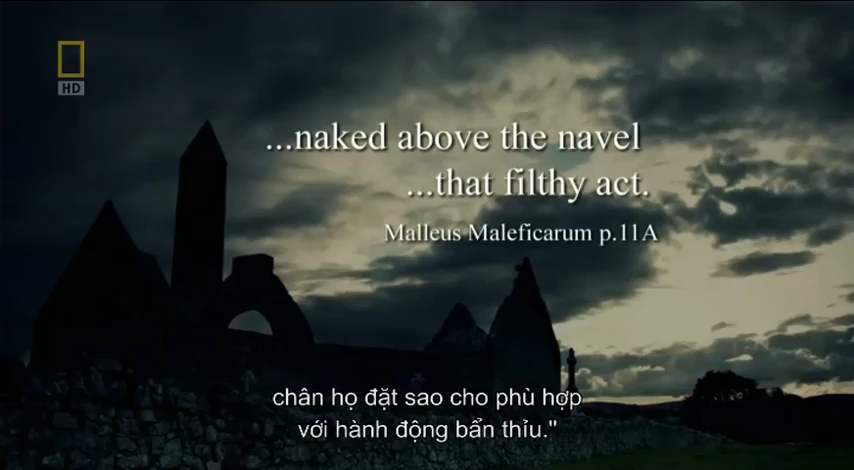 HD
...naked above the navel
...that filthy act.
Malleus Maleficarum p.11A
chân họ đặt sao cho phù hợp
với hành động bẩn thỉu."